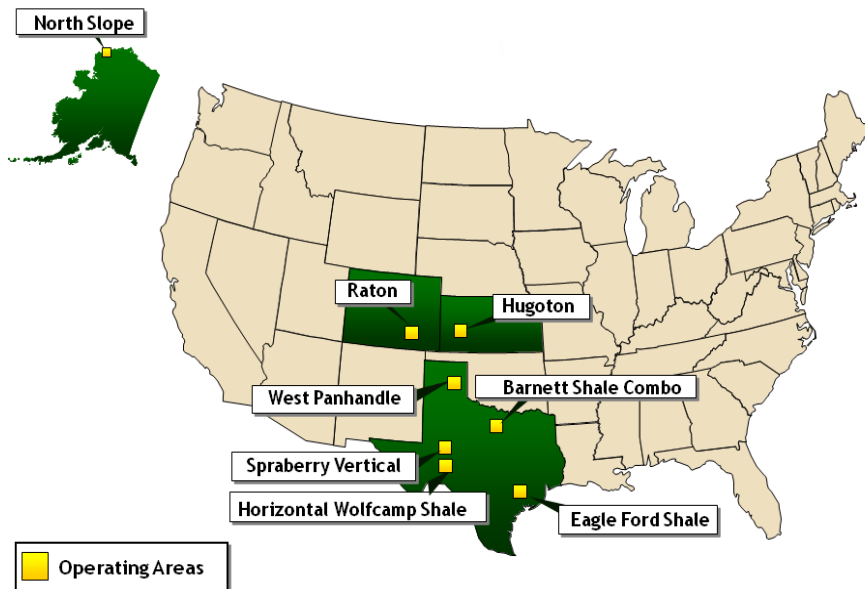 North Slope
Raton
Hugoton
West Panhandle
Barnett Shale Combo
Spraberry Vertical
Horizontal Wolfcamp Shale
Eagle Ford Shale
Operating Areas